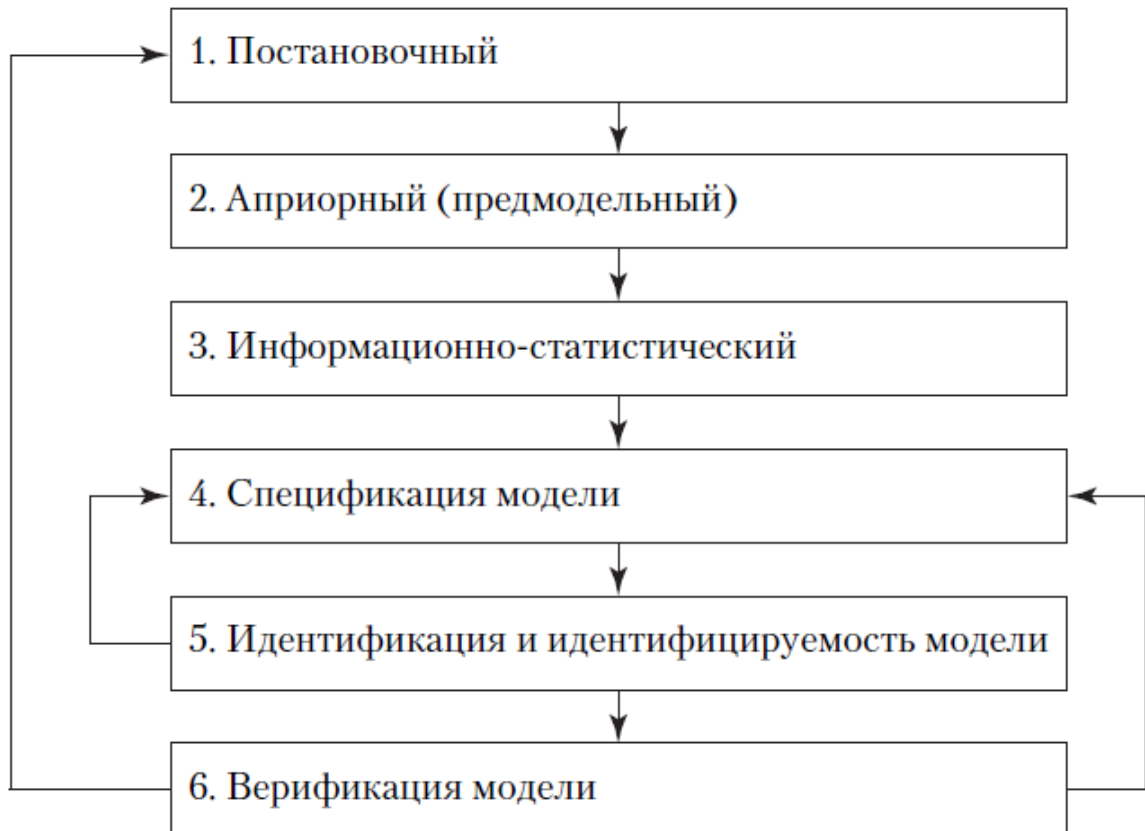 1. Постановочный
2. Априорный (предмодельный)
3. Информационно-статистический
4. Спецификация модели
5. Идентификация и идентифицируемость модели
6. Верификация модели